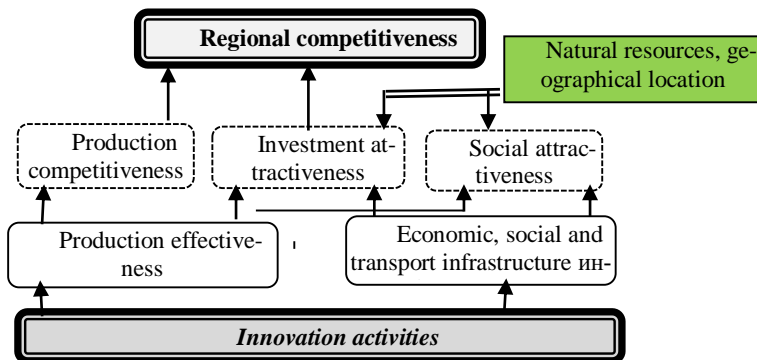 Regional competitiveness
Natural resources, ge-
ographical location
Production
competitiveness
Investment at-
tractiveness
Social attrac-
tiveness
Production effective-
ness
Economic, social and
transport infrastructure ин-
Innovation activities